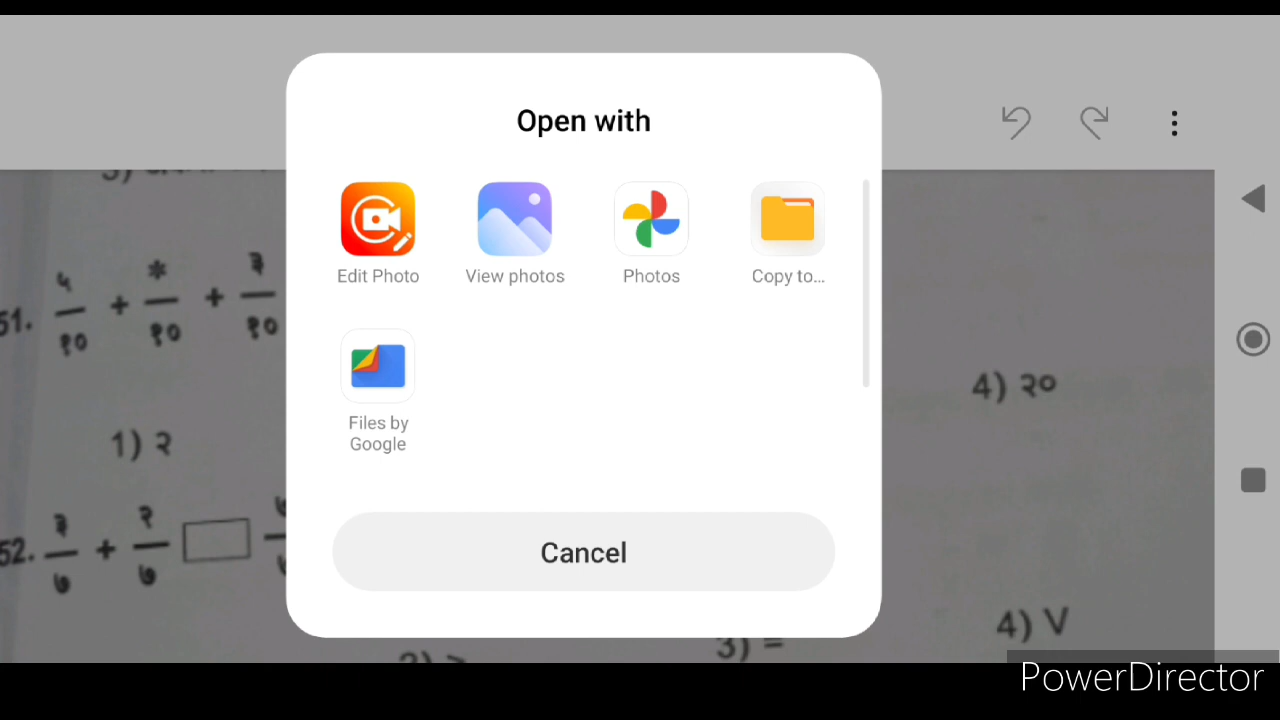 Open with
Edit Photo
View photos
Photos
Copy to...
Files by
Google
Cancel
51. ५/१० + */१० + ३/१०
1) २
4) २०
52. ३/७ + २/७
3) =
4) V
PowerDirector